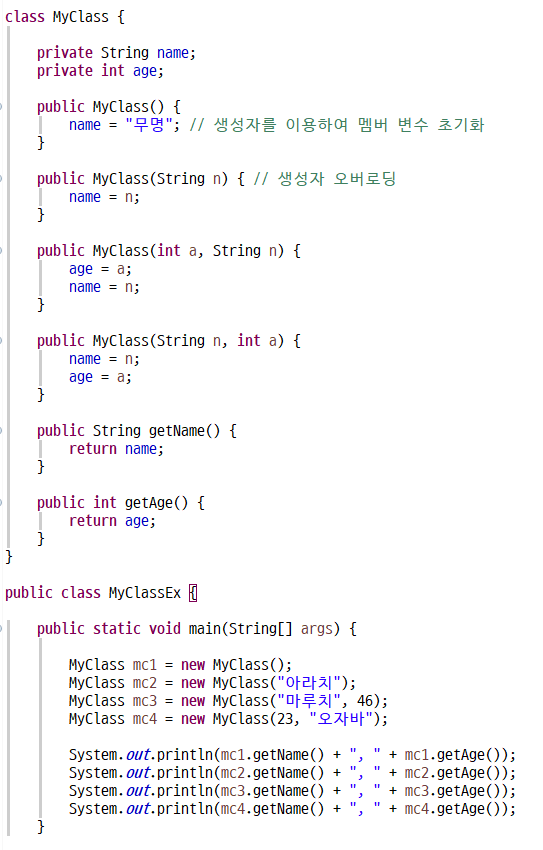 class MyClass {
private String name;
private int age;
public MyClass() {
name = "무명"; // 생성자를 이용하여 멤버 변수 초기화
}
public MyClass(String n) { // 생성자 오버로딩
name = n;
}
public MyClass(int a, String n) {
age = a;
name = n;
}
public MyClass(String n, int a) {
name = n;
age = a;
}
public String getName() {
return name;
}
public int getAge() {
return age;
}
}
public class MyClassEx {
public static void main(String[] args) {
MyClass mc1 = new MyClass();
MyClass mc2 = new MyClass("아라치");
MyClass mc3 = new MyClass("마루치", 46);
MyClass mc4 = new MyClass(23, "오자바");
System.out.println(mc1.getName() + ", " + mc1.getAge());
System.out.println(mc2.getName() + ", " + mc2.getAge());
System.out.println(mc3.getName() + ", " + mc3.getAge());
System.out.println(mc4.getName() + ", " + mc4.getAge());
}